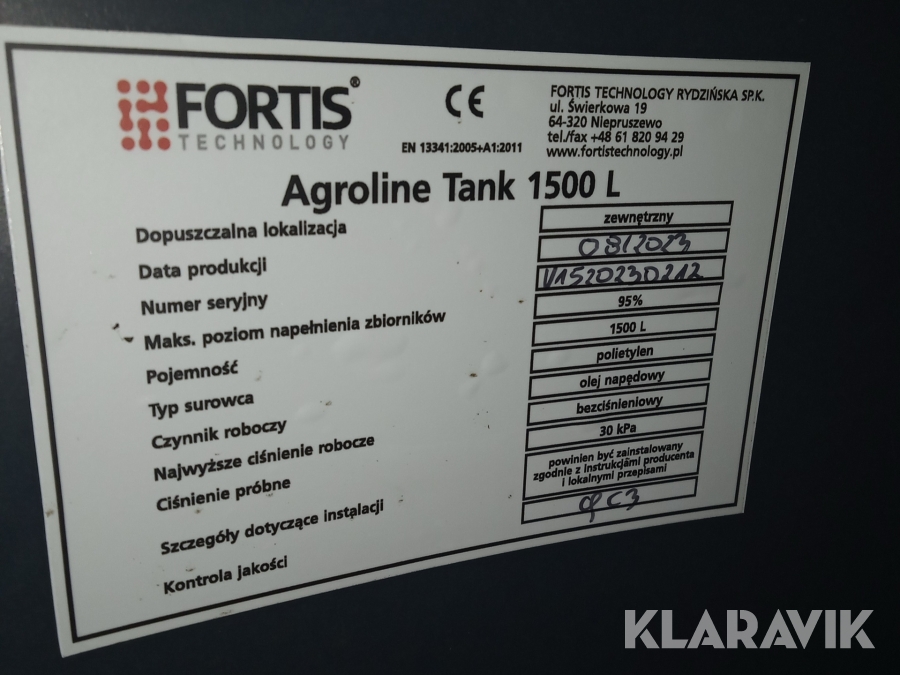 FORTIS®
TECHNOLOGY
CE
EN 13341:2005+A1:2011
FORTIS TECHNOLOGY RYDZIŃSKA SP.K.
ul. Świerkowa 19
64-320 Niepruszewo
tel./fax +48 61 820 94 29
www.fortistechnology.pl
Agroline Tank 1500 L
Dopuszczalna lokalizacja zewnętrzny
Data produkcji 08/2023
Numer seryjny V1520230212
Maks. poziom napełnienia zbiorników 95%
Pojemność 1500 L
Typ surowca polietylen
Czynnik roboczy olej napędowy
Najwyższe ciśnienie robocze bezciśnieniowy
Ciśnienie próbne 30 kPa
Szczegóły dotyczące instalacji powinien być zainstalowany
zgodnie z instrukcjami producenta
i lokalnymi przepisami
Kontrola jakości
KLARAVIK